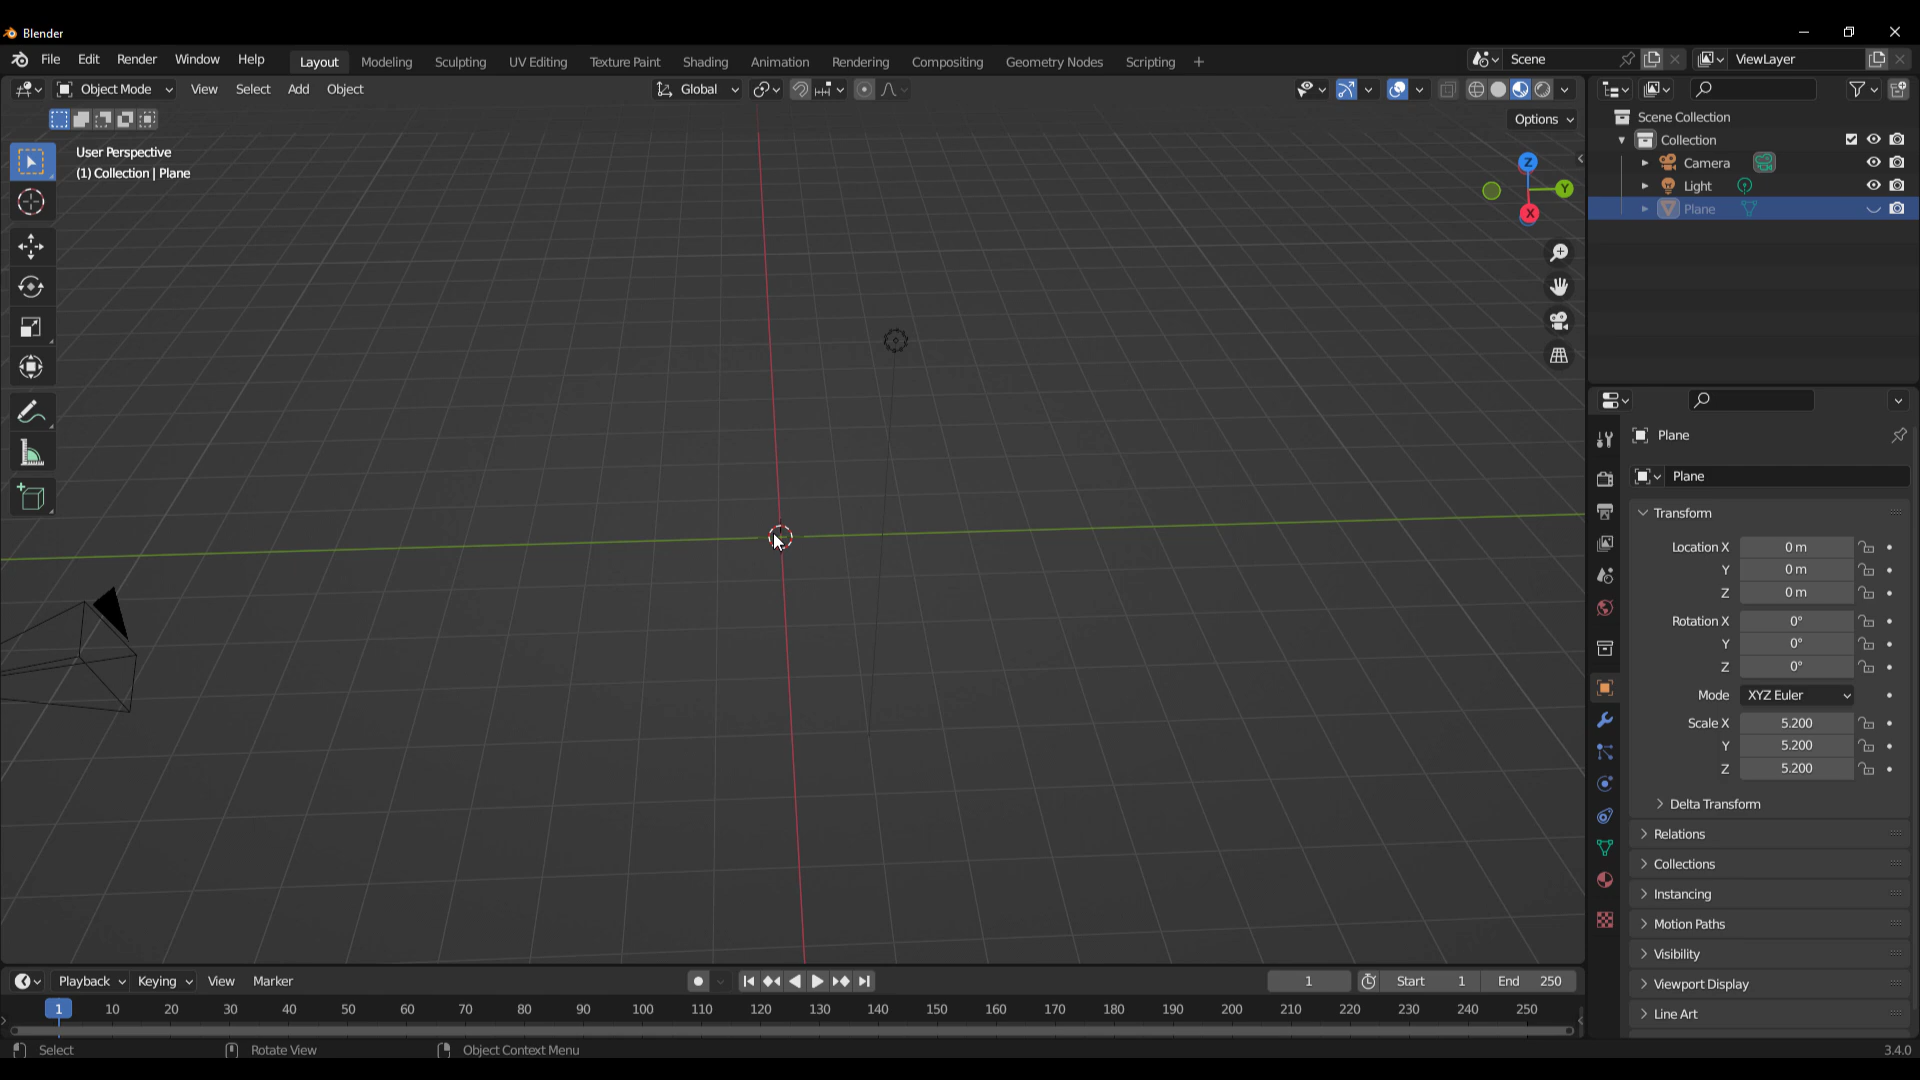 Blender
File Edit Render Window Help Layout Modeling Sculpting UV Editing Texture Paint Shading Animation Rendering Compositing Geometry Nodes Scripting + Scene ViewLayer
Object Mode View Select Add Object Global
Options
User Perspective
(1) Collection | Plane
Z
Y
X
Scene Collection
Collection
Camera
Light
Plane
Plane
Plane
Transform
Location X 0 m
Y 0 m
Z 0 m
Rotation X 0°
Y 0°
Z 0°
Mode XYZ Euler
Scale X 5.200
Y 5.200
Z 5.200
Delta Transform
Relations
Collections
Instancing
Motion Paths
Visibility
Viewport Display
Line Art
Playback Keying View Marker 1 Start 1 End 250
1 10 20 30 40 50 60 70 80 90 100 110 120 130 140 150 160 170 180 190 200 210 220 230 240 250
Select Rotate View Object Context Menu 3.4.0